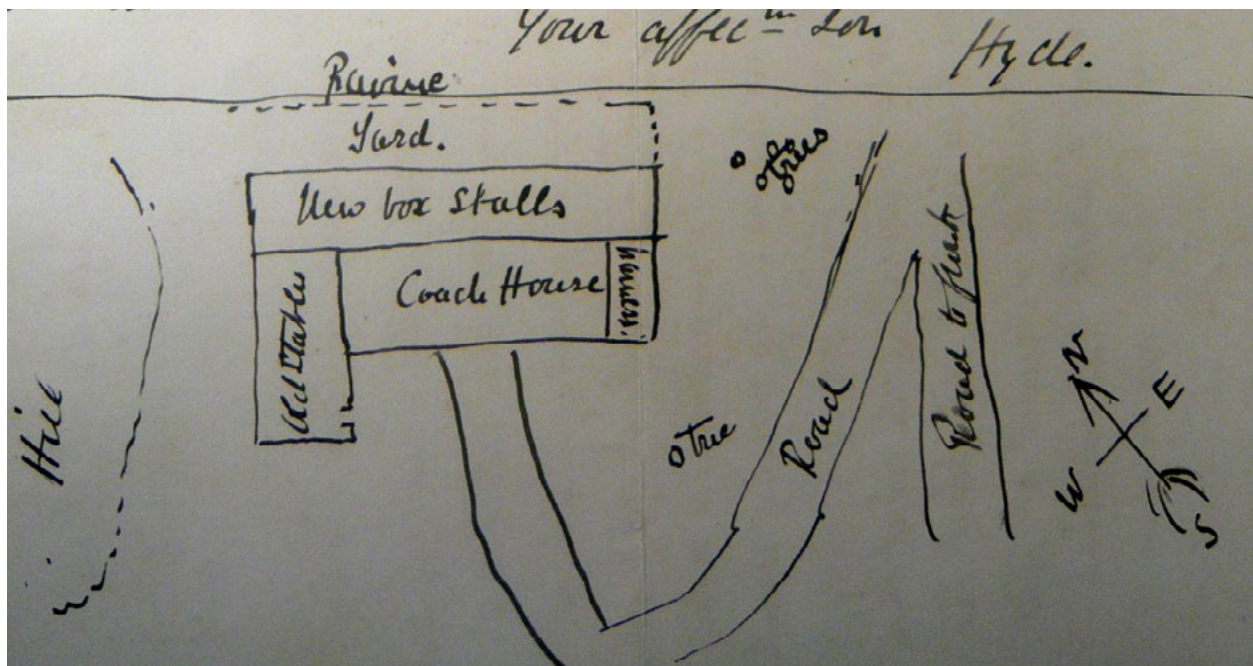 Your affec.te Son
Hyde.
Ravine
Yard.
trees
New box Stalls
Coach House
Old Stables
Tree
Road
Road to
Hill
N
E
W
S